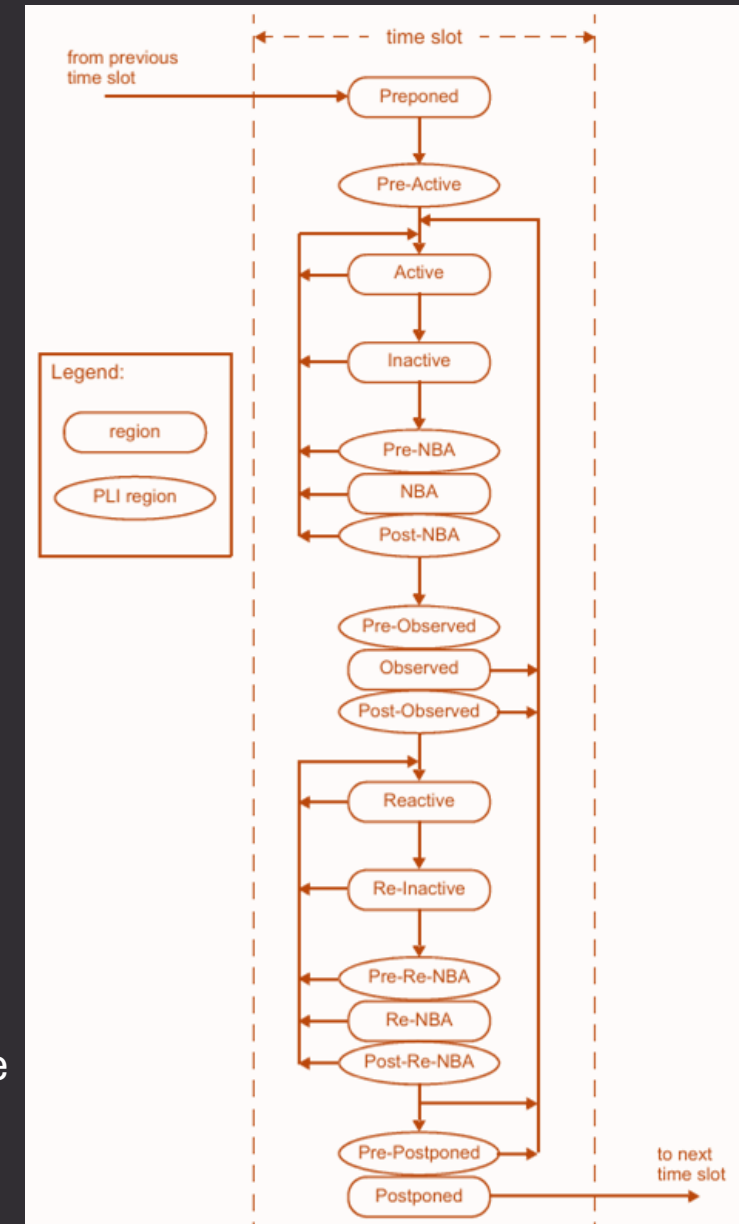 time slot
from previous
time slot
Preponed
Pre-Active
Active
Inactive
Legend:
region
PLI region
Pre-NBA
NBA
Post-NBA
Pre-Observed
Observed
Post-Observed
Reactive
Re-Inactive
Pre-Re-NBA
Re-NBA
Post-Re-NBA
Pre-Postponed
to next
time slot
Postponed